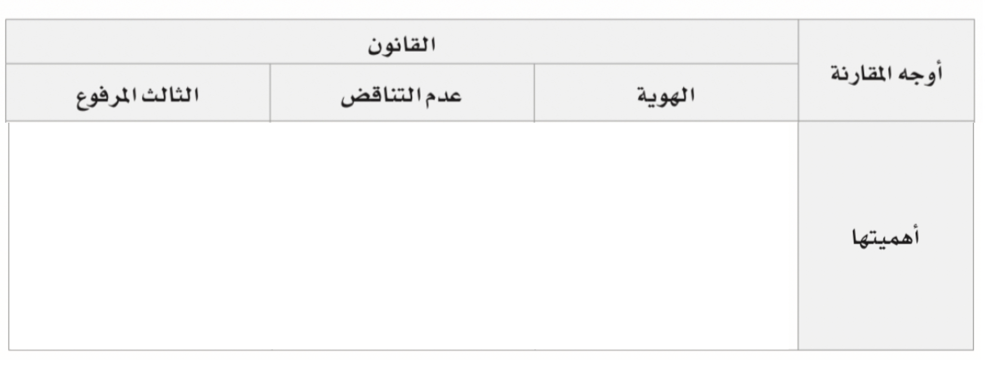 أوجه المقارنة
القانون
الهوية
عدم التناقض
الثالث المرفوع
أهميتها